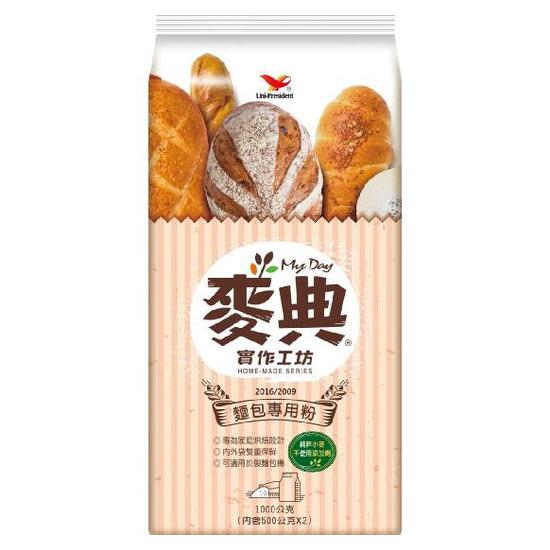 Uni-President
®
My Day
麥典®
實作工坊
HOME-MADE SERIES
2016/2009
麵包專用粉
專為家庭烘焙設計
內外袋雙重保鮮
可適用於製麵包機
純粹小麥
不使用添加劑
1000公克
(內含500公克X2)